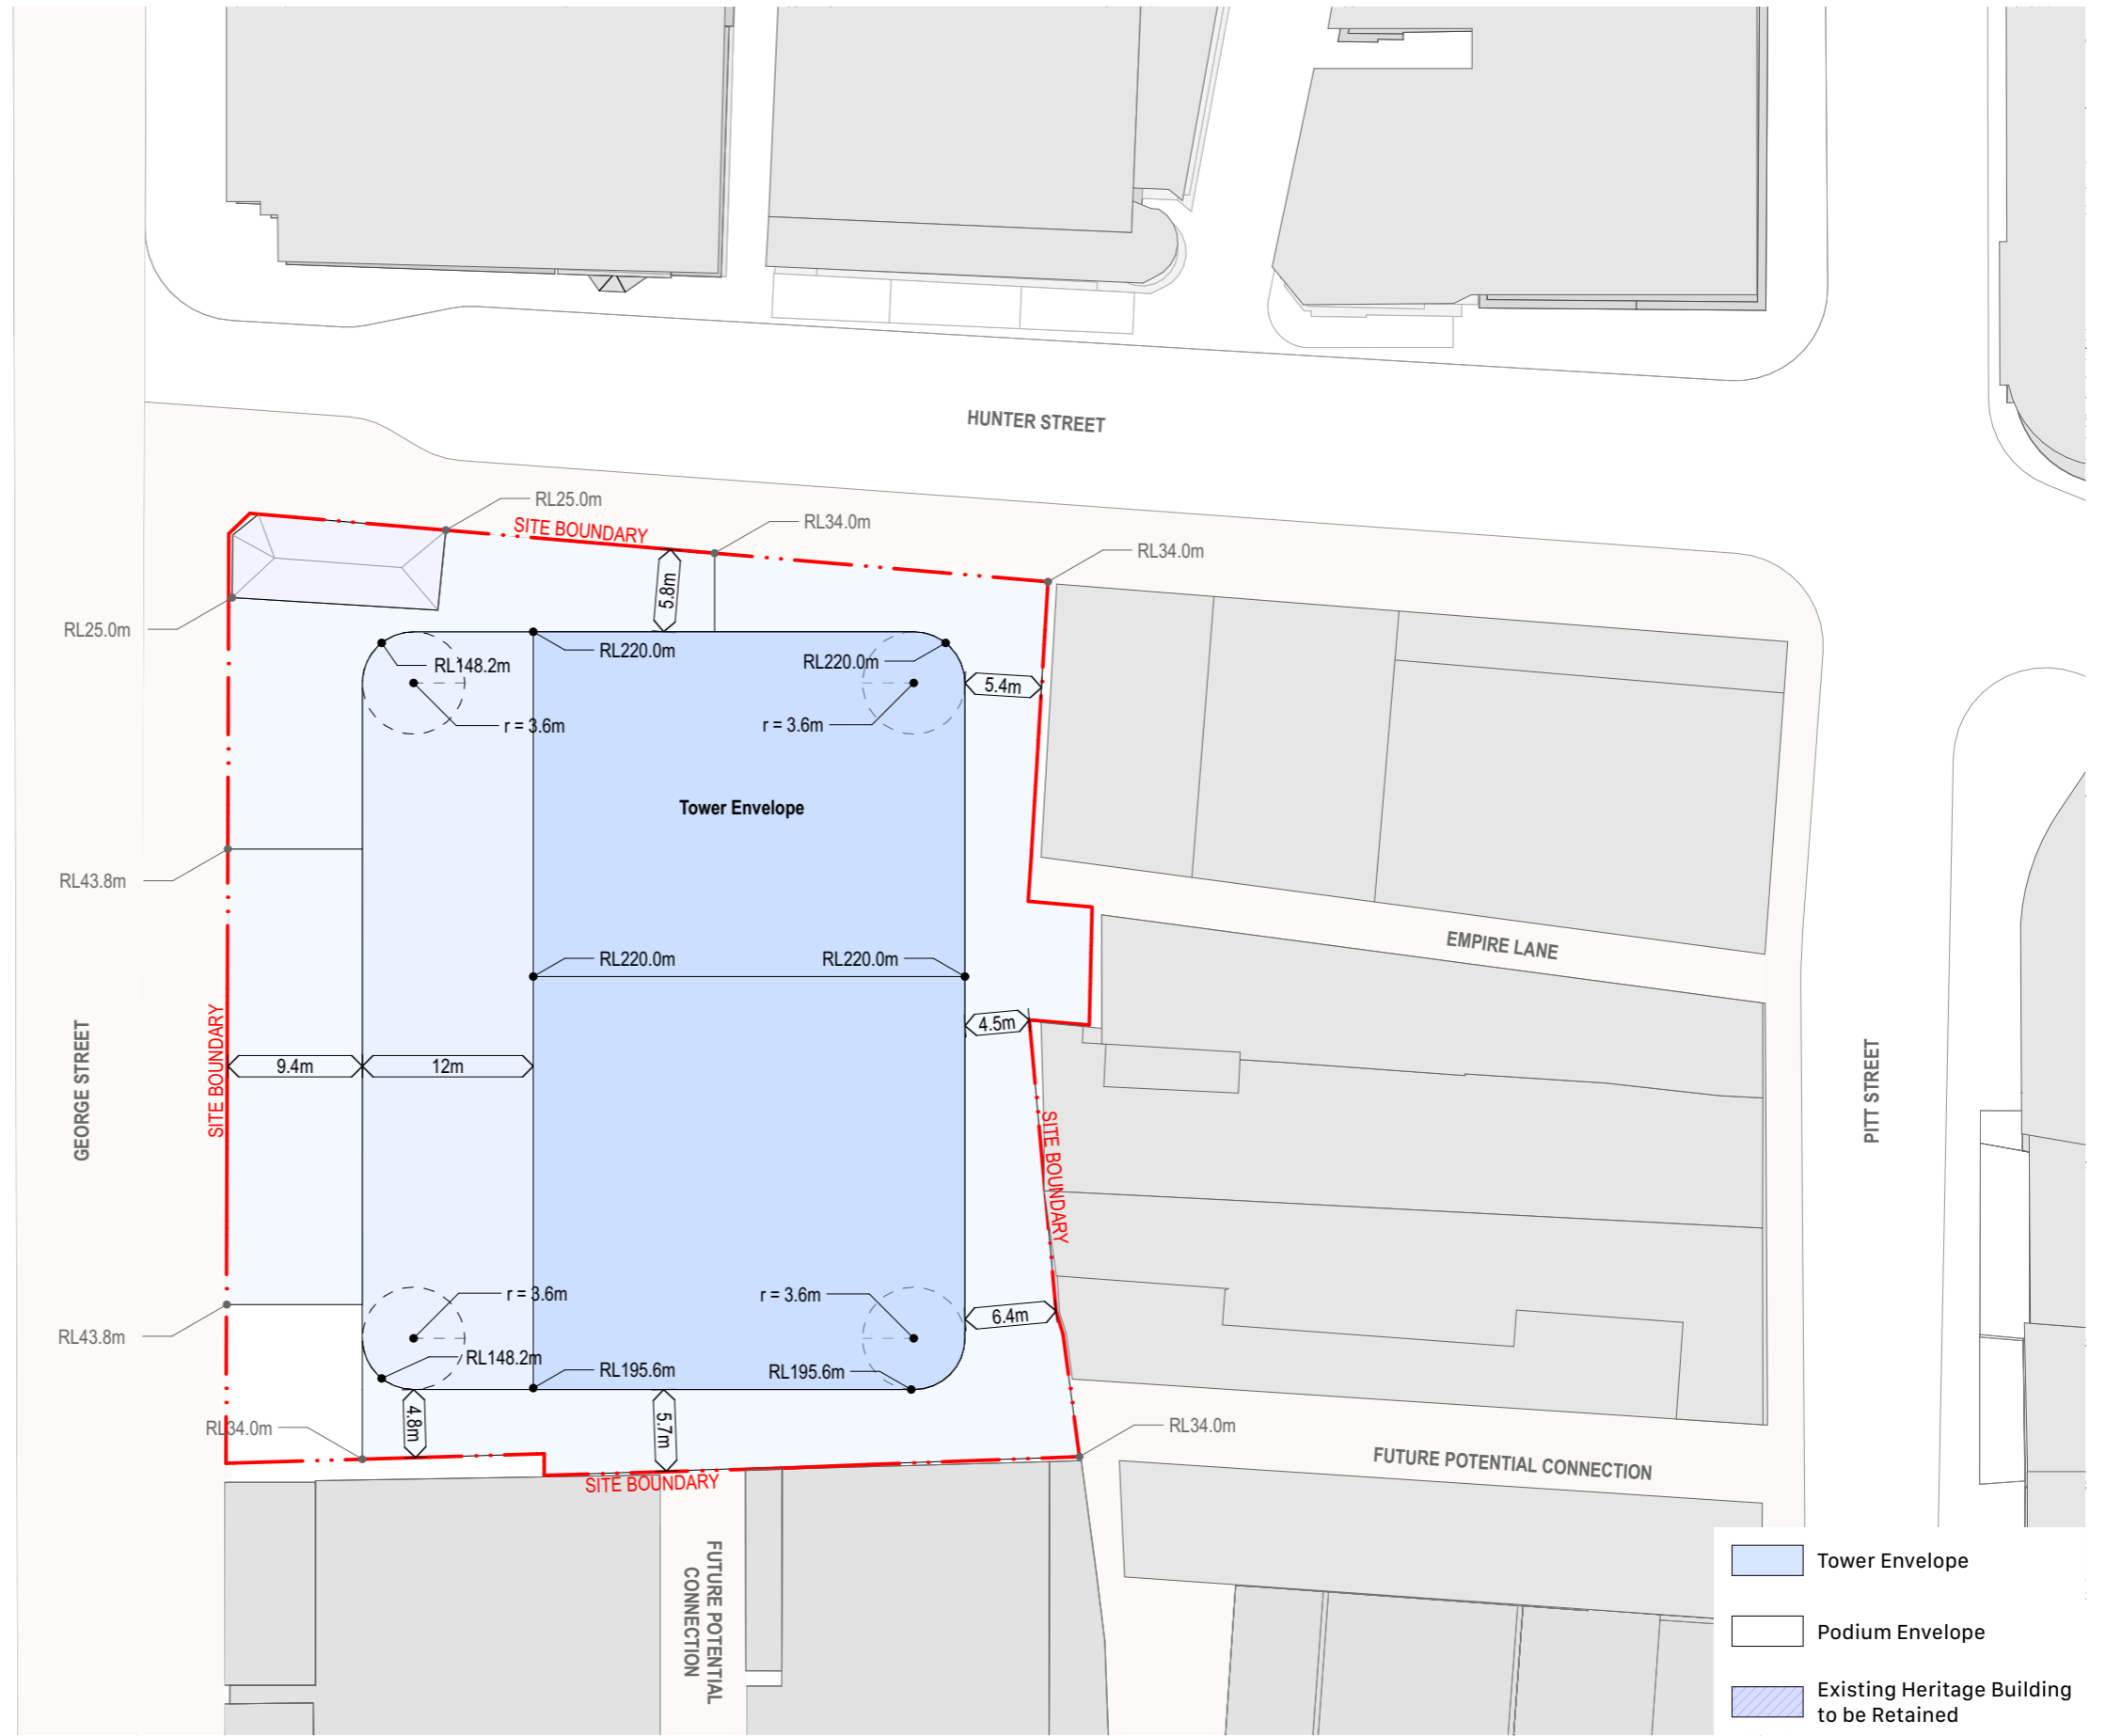 HUNTER STREET
RL25.0m
SITE BOUNDARY
RL34.0m
RL34.0m
5.8m
RL25.0m
RL220.0m
RL148.2m
RL220.0m
5.4m
r = 3.6m
r = 3.6m
Tower Envelope
RL43.8m
EMPIRE LANE
RL220.0m
RL220.0m
4.5m
GEORGE STREET
SITE BOUNDARY
9.4m
12m
SITE BOUNDARY
PITT STREET
r = 3.6m
r = 3.6m
6.4m
RL43.8m
RL148.2m
RL195.6m
RL195.6m
RL34.0m
4.8m
5.7m
RL34.0m
SITE BOUNDARY
FUTURE POTENTIAL CONNECTION
FUTURE POTENTIAL
CONNECTION
Tower Envelope
Podium Envelope
Existing Heritage Building
to be Retained